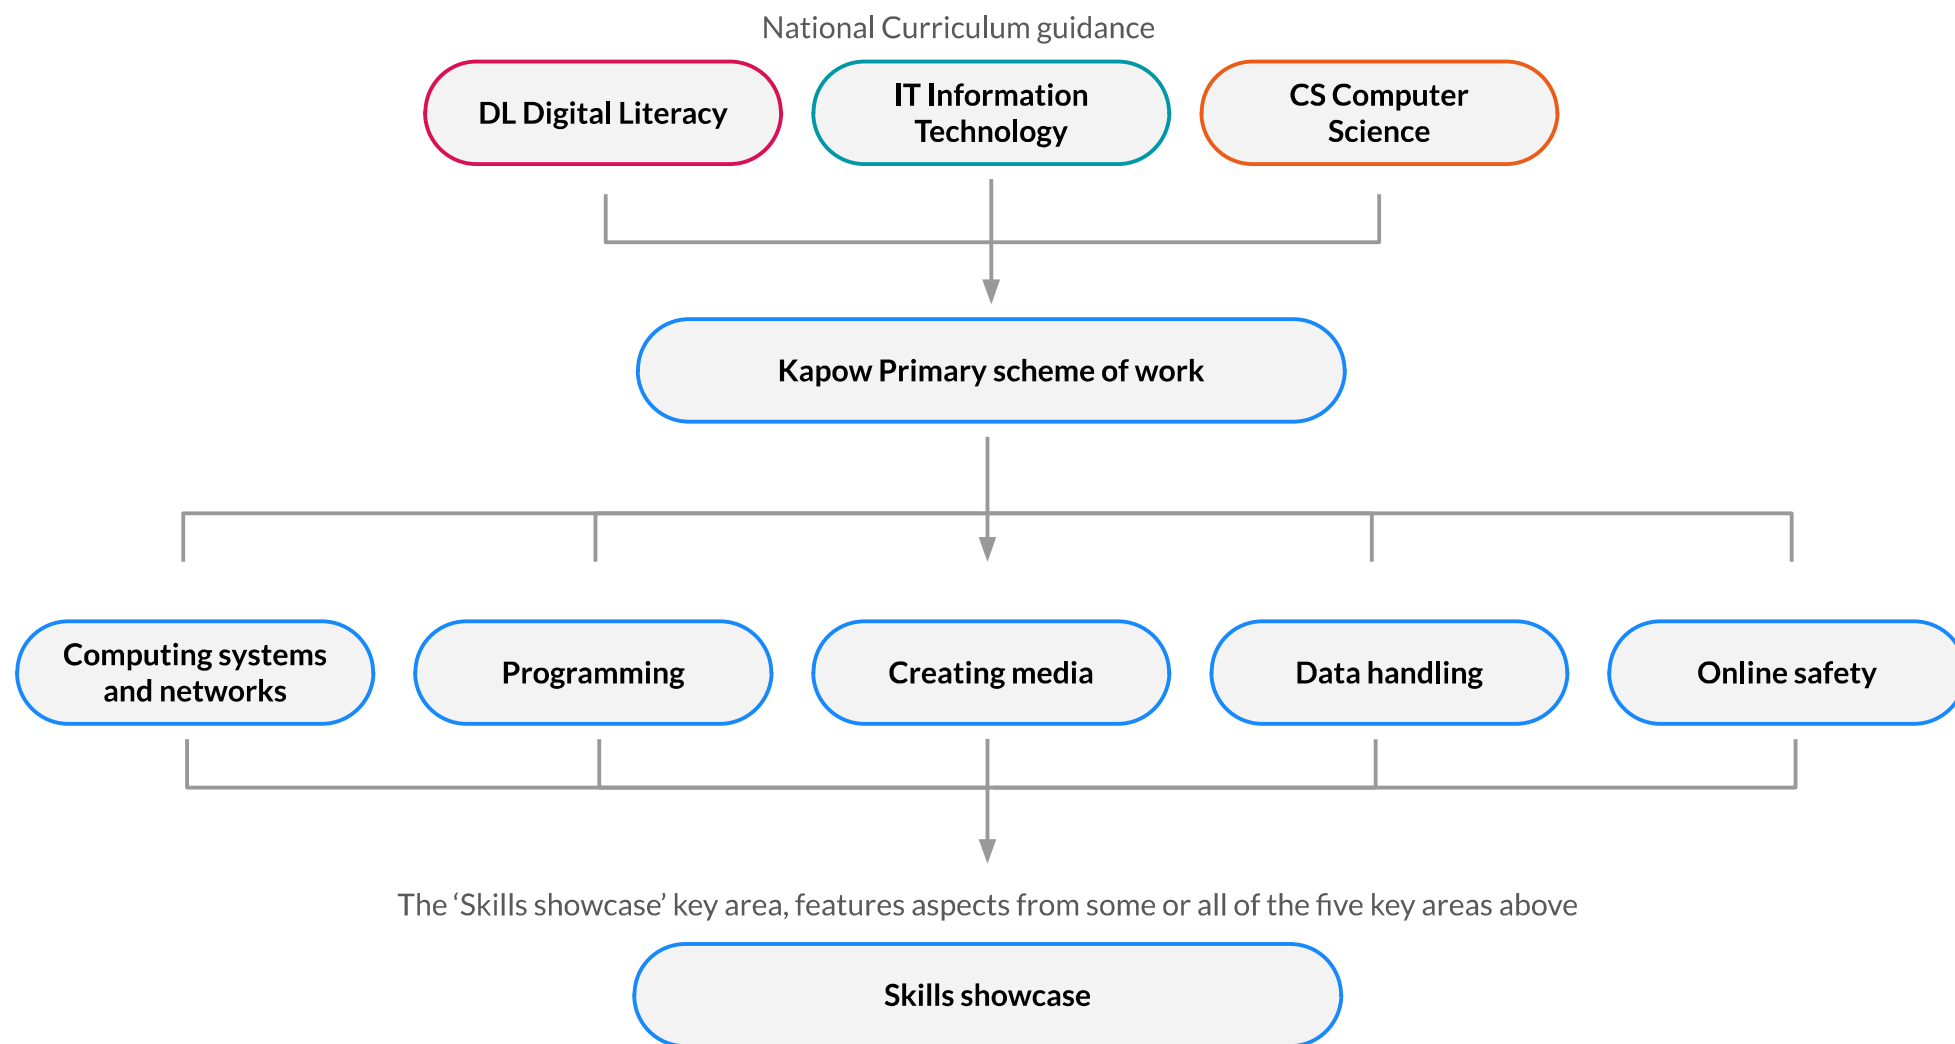 National Curriculum guidance
DL Digital Literacy
IT Information
Technology
CS Computer
Science
Kapow Primary scheme of work
Computing systems
and networks
Programming
Creating media
Data handling
Online safety
The ‘Skills showcase’ key area, features aspects from some or all of the five key areas above
Skills showcase